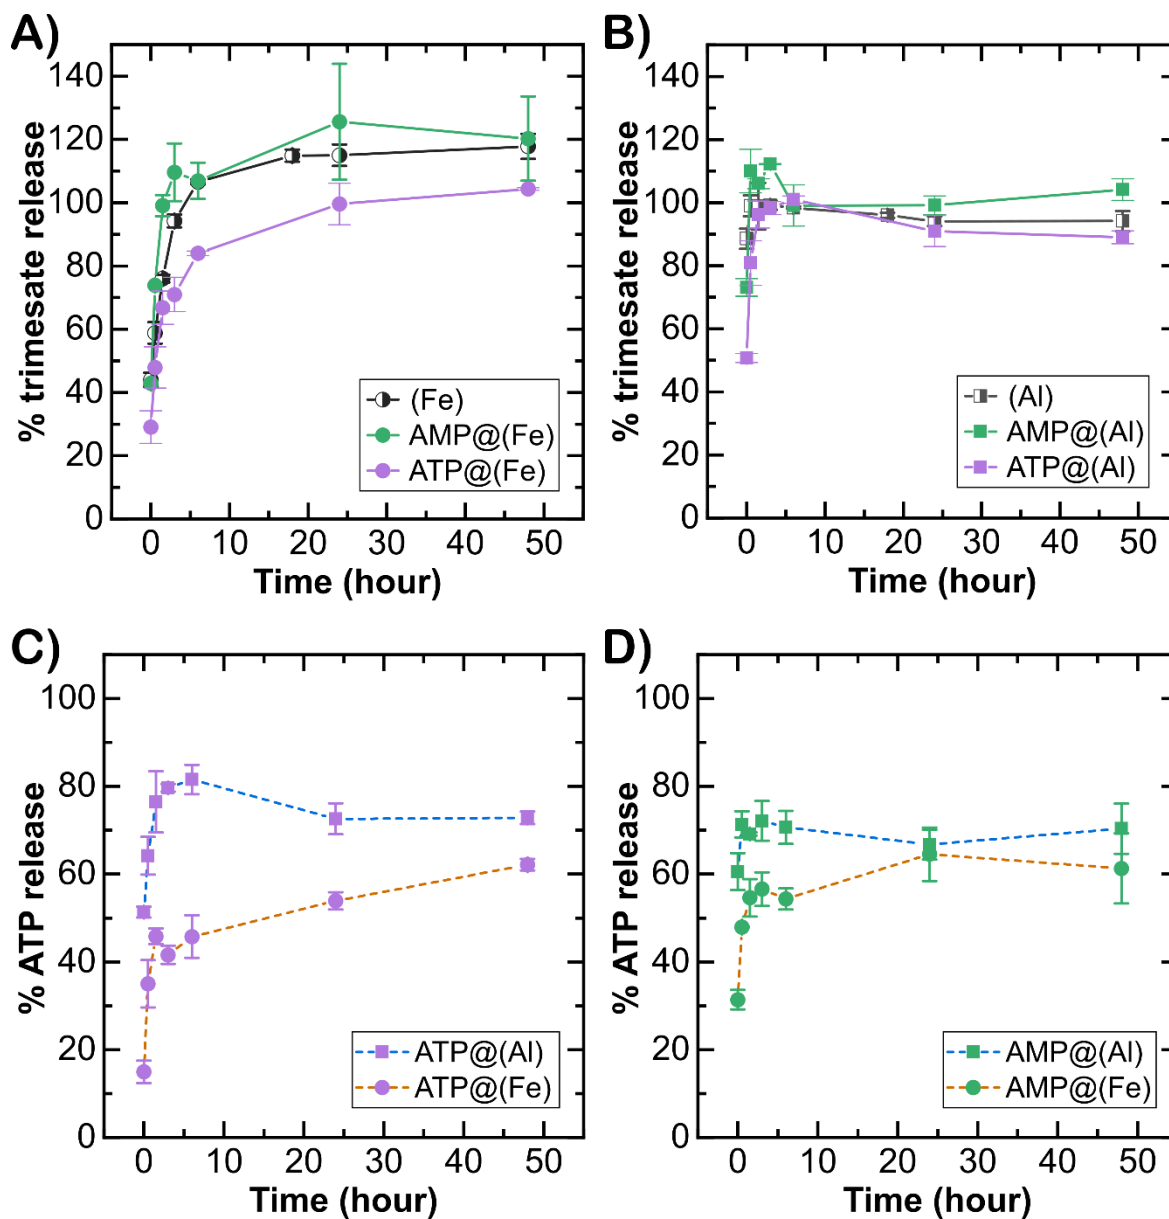 A)
% trimesate release
140
120
100
80
60
40
20
0
(Fe)
AMP@(Fe)
ATP@(Fe)
0 10 20 30 40 50
Time (hour)
B)
% trimesate release
140
120
100
80
60
40
20
0
(Al)
AMP@(Al)
ATP@(Al)
0 10 20 30 40 50
Time (hour)
C)
% ATP release
100
80
60
40
20
0
ATP@(Al)
ATP@(Fe)
0 10 20 30 40 50
Time (hour)
D)
% ATP release
100
80
60
40
20
0
AMP@(Al)
AMP@(Fe)
0 10 20 30 40 50
Time (hour)